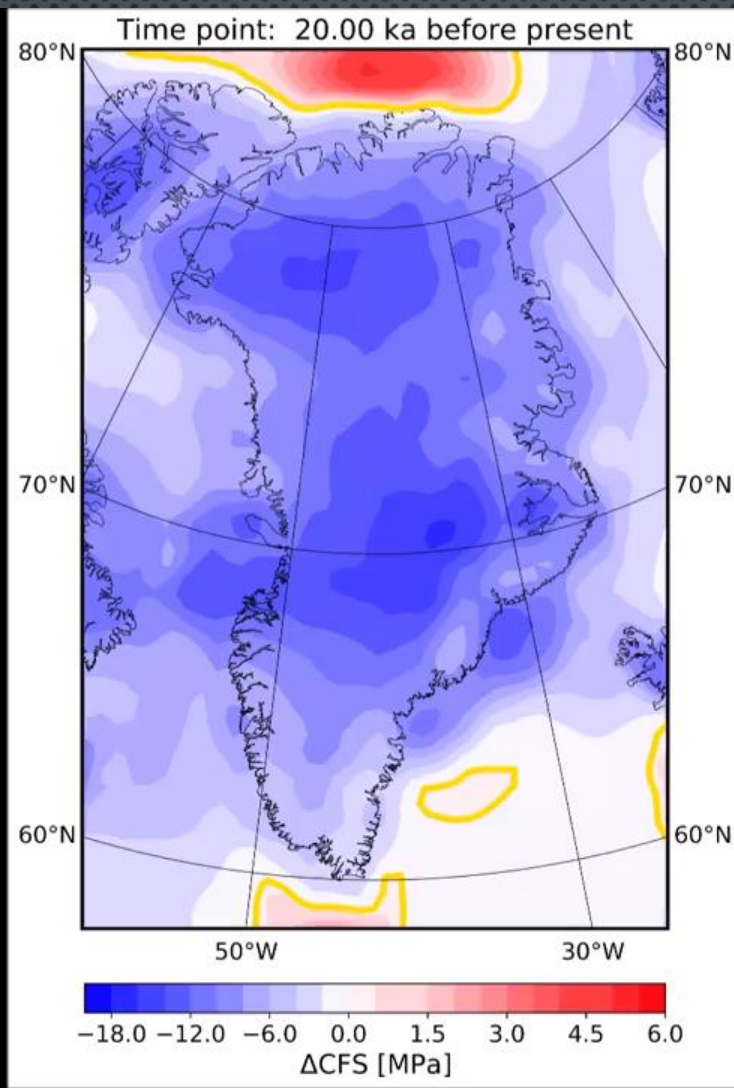 Time point: 20.00 ka before present
80°N 80°N
70°N 70°N
60°N 60°N
50°W 30°W
−18.0 −12.0 −6.0 0.0 1.5 3.0 4.5 6.0
ΔCFS [MPa]